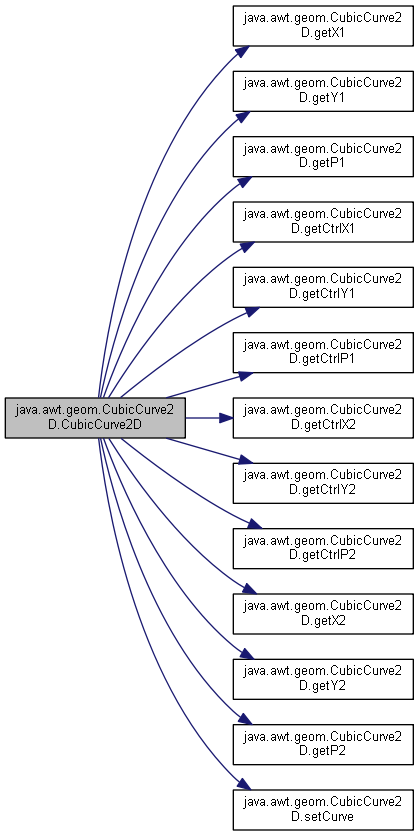 java.awt.geom.CubicCurve2
D.getX1
java.awt.geom.CubicCurve2
D.getY1
java.awt.geom.CubicCurve2
D.getP1
java.awt.geom.CubicCurve2
D.getCtrlX1
java.awt.geom.CubicCurve2
D.getCtrlY1
java.awt.geom.CubicCurve2
D.getCtrlP1
java.awt.geom.CubicCurve2
D.CubicCurve2D
java.awt.geom.CubicCurve2
D.getCtrlX2
java.awt.geom.CubicCurve2
D.getCtrlY2
java.awt.geom.CubicCurve2
D.getCtrlP2
java.awt.geom.CubicCurve2
D.getX2
java.awt.geom.CubicCurve2
D.getY2
java.awt.geom.CubicCurve2
D.getP2
java.awt.geom.CubicCurve2
D.setCurve